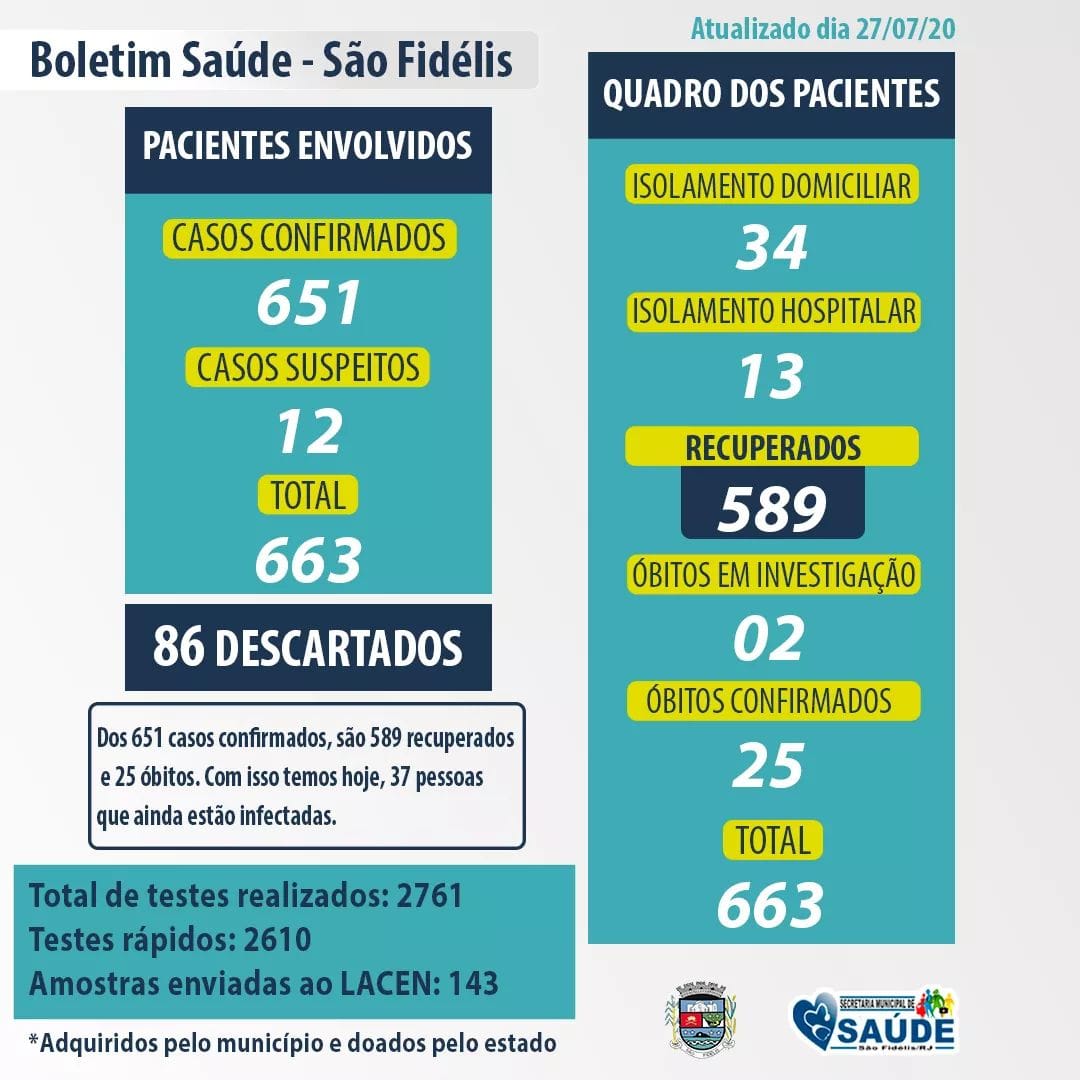 Boletim Saúde - São Fidélis
PACIENTES ENVOLVIDOS
CASOS CONFIRMADOS
651
CASOS SUSPEITOS
12
TOTAL
663
86 DESCARTADOS
Dos 651 casos confirmados, são 589 recuperados
e 25 óbitos. Com isso temos hoje, 37 pessoas
que ainda estão infectadas.
Total de testes realizados: 2761
Testes rápidos: 2610
Amostras enviadas ao LACEN: 143
*Adquiridos pelo município e doados pelo estado
Atualizado dia 27/07/20
QUADRO DOS PACIENTES
ISOLAMENTO DOMICILIAR
34
ISOLAMENTO HOSPITALAR
13
RECUPERADOS
589
ÓBITOS EM INVESTIGAÇÃO
02
ÓBITOS CONFIRMADOS
25
TOTAL
663
SÃO FIDÉLIS
SECRETARIA MUNICIPAL DE
SAÚDE
São Fidélis/RJ